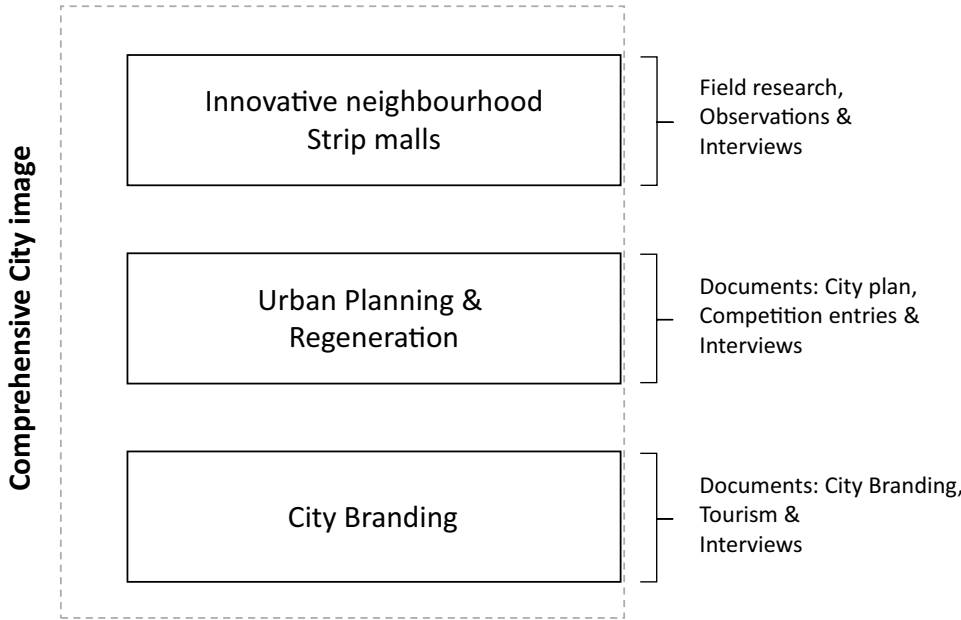 Comprehensive City image
Innovative neighbourhood
Strip malls
Field research,
Observations &
Interviews
Urban Planning &
Regeneration
Documents: City plan,
Competition entries &
Interviews
City Branding
Documents: City Branding,
Tourism &
Interviews